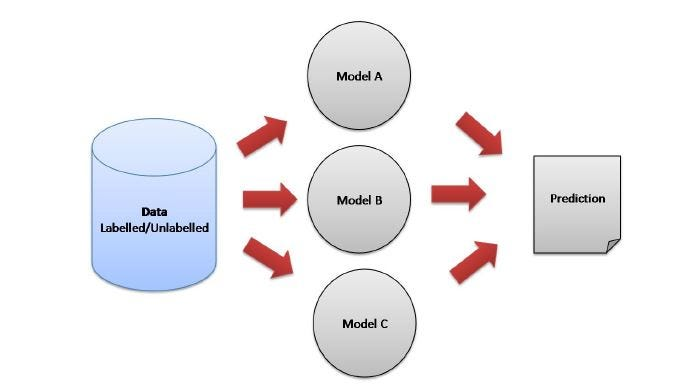 Model A
Data
Labelled/Unlabelled
Model B
Prediction
Model C